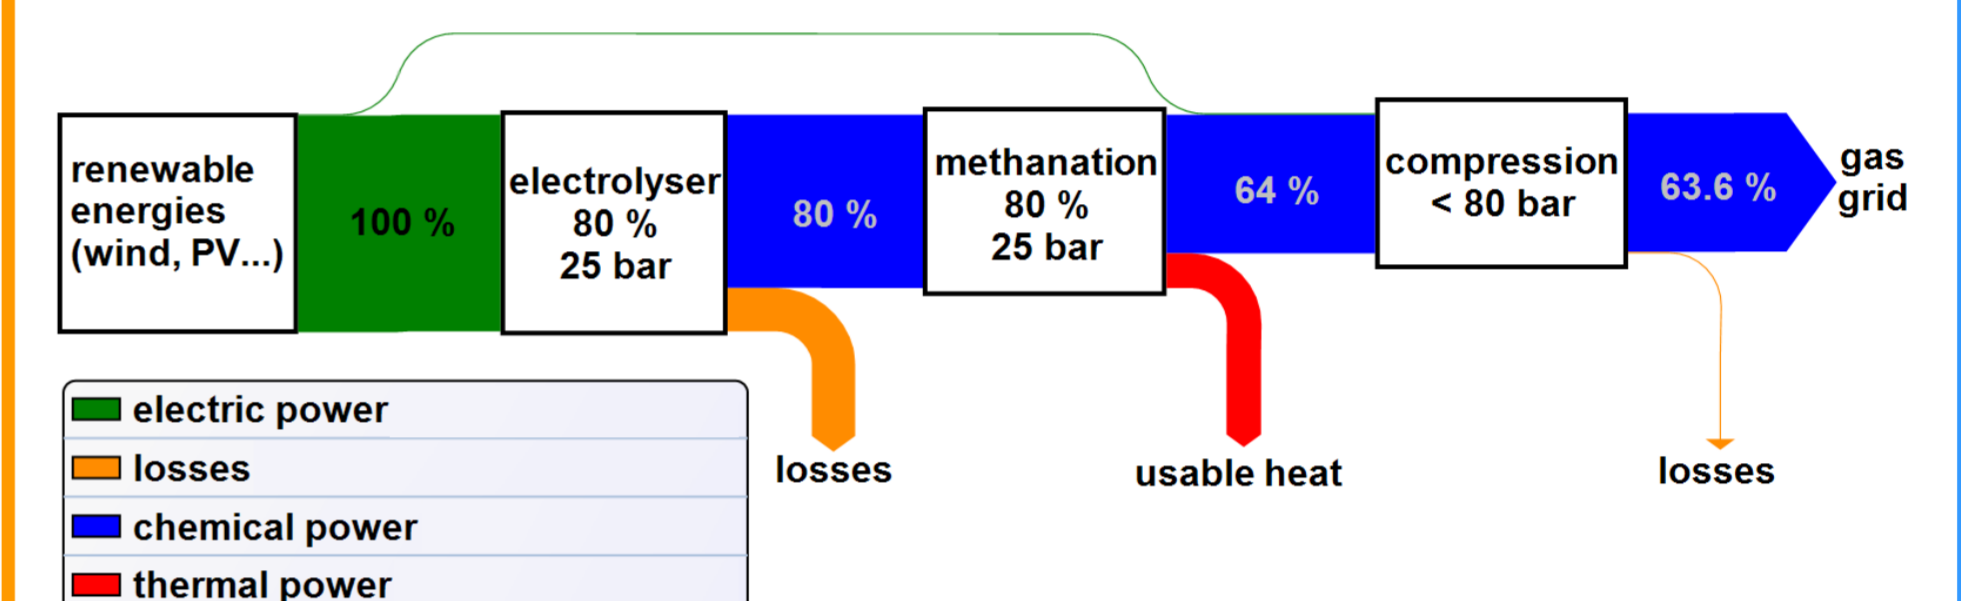 renewable
energies
(wind, PV...)
100 %
electrolyser
80 %
25 bar
80 %
methanation
80 %
25 bar
64 %
compression
< 80 bar
63.6 %
gas
grid
losses
usable heat
losses
electric power
losses
chemical power
thermal power